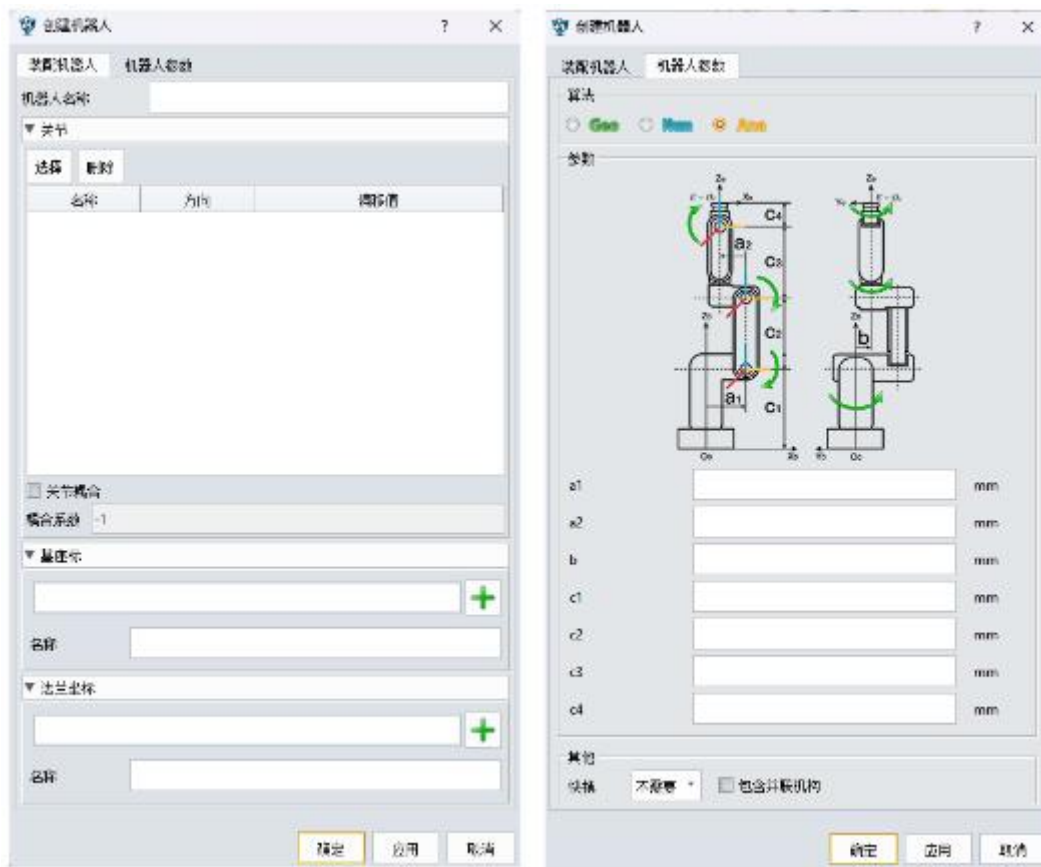 创建机器人 ? ×
装配机器人 机器人参数
机器人名称
▼ 关节
选择 删除
名称 方向 偏移值
关节耦合
耦合系数 -1
▼ 基座标
+
名称
▼ 法兰坐标
+
名称
确定 应用 取消
创建机器人 ? ×
装配机器人 机器人参数
算法
Geo Num Ana
参数
C4
a2
C3
C2
b
a1
C1
a1 mm
a2 mm
b mm
c1 mm
c2 mm
c3 mm
c4 mm
其他
快换 不需要 包含并联机构
确定 应用 取消